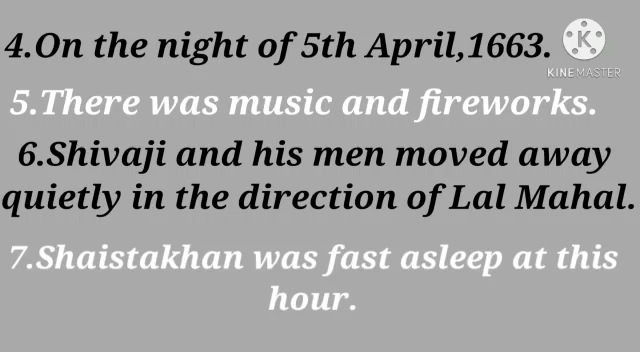 4.On the night of 5th April,1663.
K
KINEMASTER
5.There was music and fireworks.
6.Shivaji and his men moved away
quietly in the direction of Lal Mahal.
7.Shaistakhan was fast asleep at this
hour.